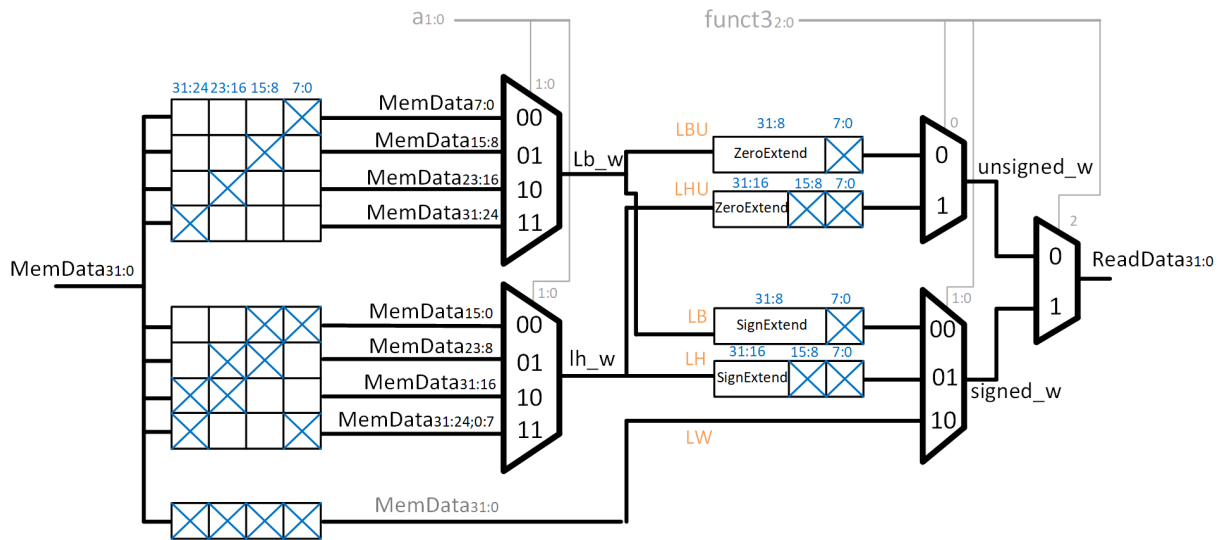 a1:0
funct32:0
31:24 23:16 15:8 7:0
1:0
MemData7:0
00
MemData15:8
01
MemData23:16
10
MemData31:24
11
Lb_w
LBU
31:8 7:0
ZeroExtend
LHU
31:16 15:8 7:0
ZeroExtend
0
0
1
unsigned_w
2
0
1
ReadData31:0
MemData31:0
1:0
MemData15:0
00
MemData23:8
01
MemData31:16
10
MemData31:24;0:7
11
lh_w
LB
31:8 7:0
SignExtend
LH
31:16 15:8 7:0
SignExtend
1:0
00
01
10
signed_w
LW
MemData31:0